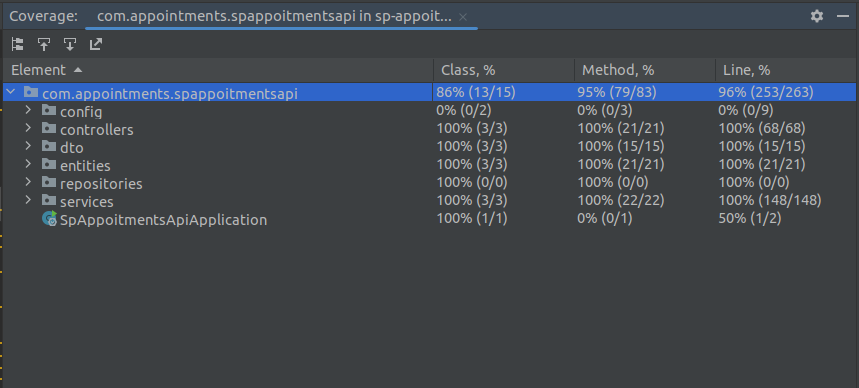 Coverage: com.appointments.spappoitmentsapi in sp-appoit...
Element Class, % Method, % Line, %
com.appointments.spappoitmentsapi 86% (13/15) 95% (79/83) 96% (253/263)
config 0% (0/2) 0% (0/3) 0% (0/9)
controllers 100% (3/3) 100% (21/21) 100% (68/68)
dto 100% (3/3) 100% (15/15) 100% (15/15)
entities 100% (3/3) 100% (21/21) 100% (21/21)
repositories 100% (0/0) 100% (0/0) 100% (0/0)
services 100% (3/3) 100% (22/22) 100% (148/148)
SpAppoitmentsApiApplication 100% (1/1) 0% (0/1) 50% (1/2)